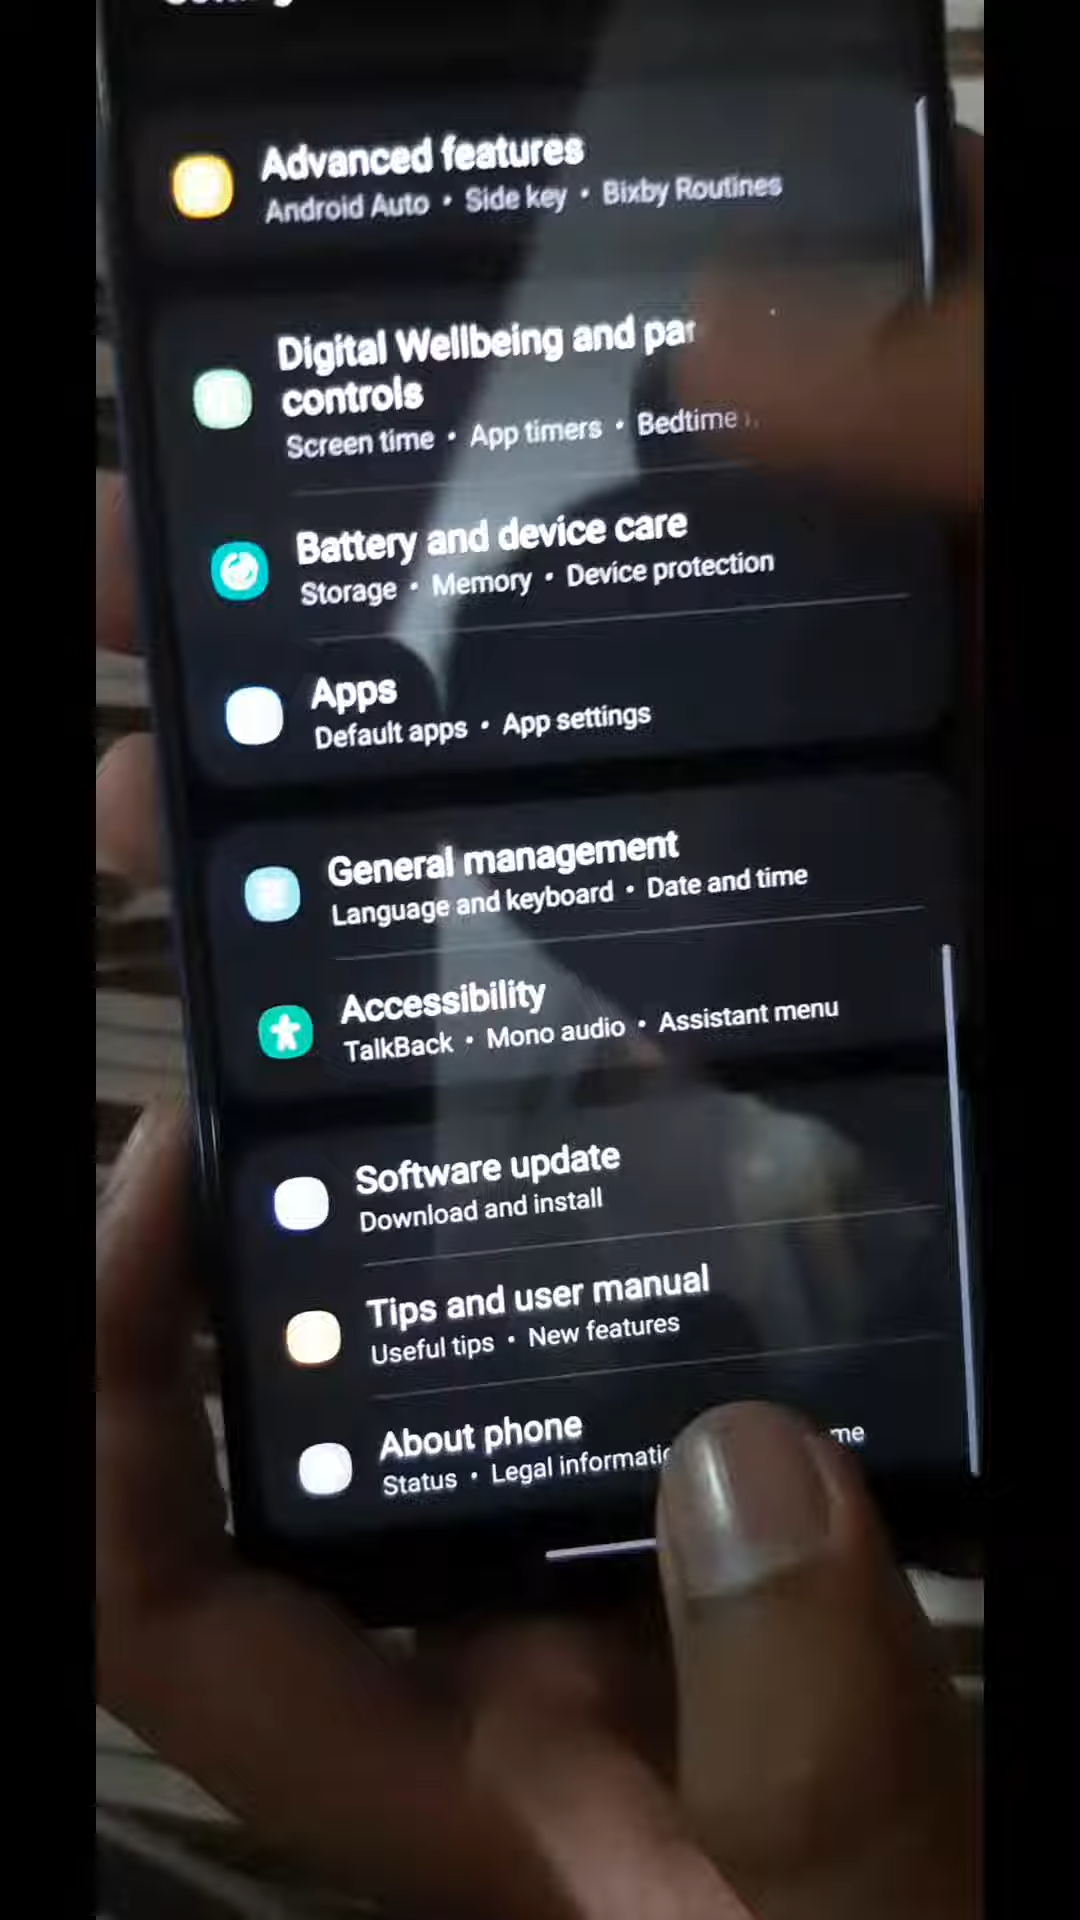 Advanced features
Android Auto • Side key • Bixby Routines
Digital Wellbeing and
controls
Screen time • App timers • Bedtime
Battery and device care
Storage • Memory • Device protection
Apps
Default apps • App settings
General management
Language and keyboard • Date and time
Accessibility
TalkBack • Mono audio • Assistant menu
Software update
Download and install
Tips and user manual
Useful tips • New features
About phone
Status • Legal